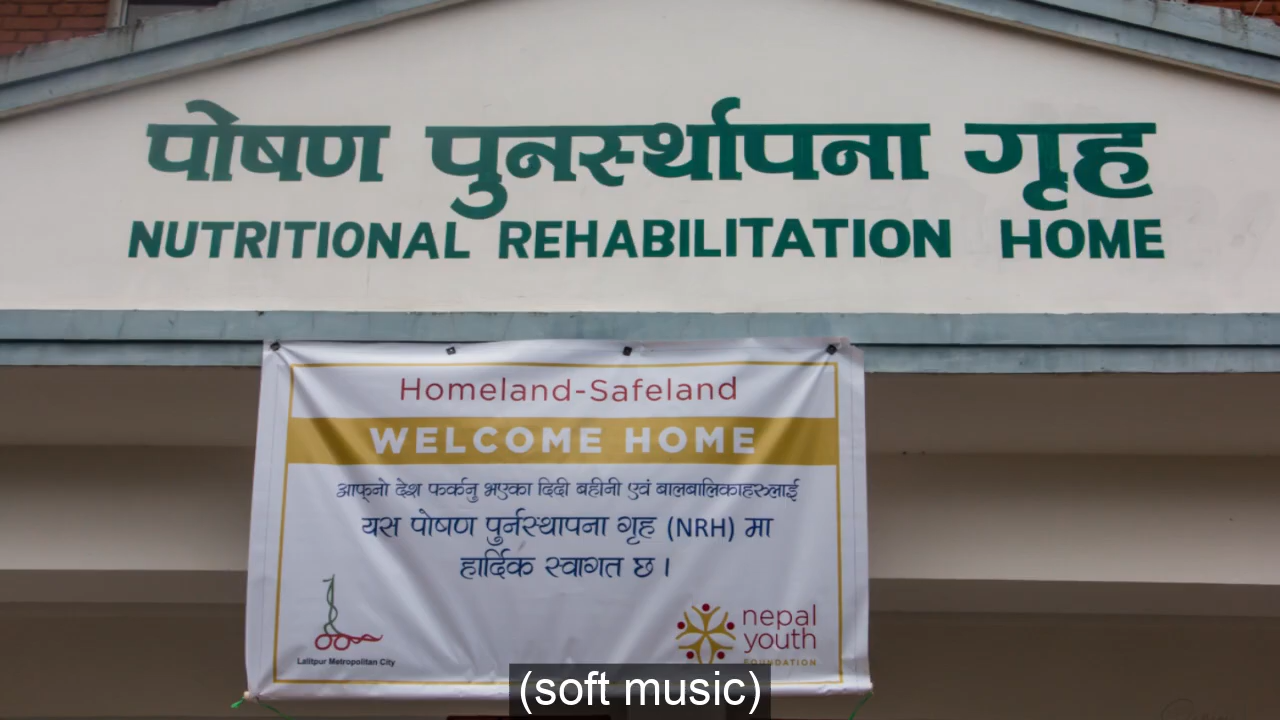 पोषण पुनर्स्थापना गृह
NUTRITIONAL REHABILITATION HOME
Homeland-Safeland
WELCOME HOME
आफ्नो देश फर्कनु भएका दिदी बहीनी एवं बालबालिकाहरुलाई
यस पोषण पुर्नस्थापना गृह (NRH) मा
हार्दिक स्वागत छ ।
Lalitpur Metropolitan City
nepal
youth
FOUNDATION
(soft music)